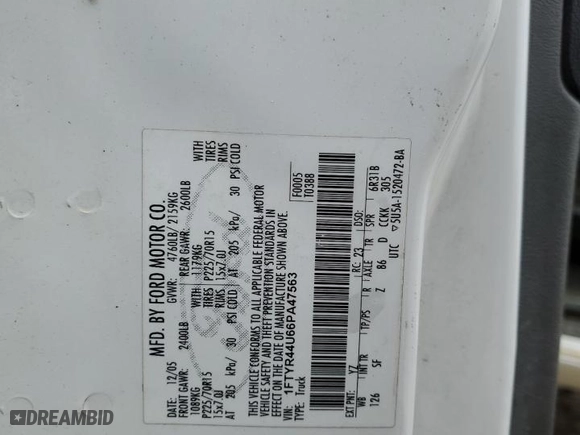 MFD. BY FORD MOTOR CO.
DATE: 12/05 GVWR: 4760LB/ 2159KG
FRONT GAWR: 2400LB REAR GAWR: 2600LB
1089KG WITH 1179KG WITH
P225/70R15 TIRES P225/70R15 TIRES
15x7.0J RIMS 15x7.0J RIMS
AT 205 kPa/ 30 PSI COLD AT 205 kPa/ 30 PSI COLD
THIS VEHICLE CONFORMS TO ALL APPLICABLE FEDERAL MOTOR
VEHICLE SAFETY AND THEFT PREVENTION STANDARDS IN
EFFECT ON THE DATE OF MANUFACTURE SHOWN ABOVE.
VIN: 1FTYR44U66PA47563
TYPE: Truck
F0005
T0388
EXT PNT: YZ RC: 23 DSO:
WB INT TR TP/PS R AXLE TR SPR 6R31B
126 SF Z 86 D CCKK 305
UTC ▽5U5A-1520472-BA
DREAMBID